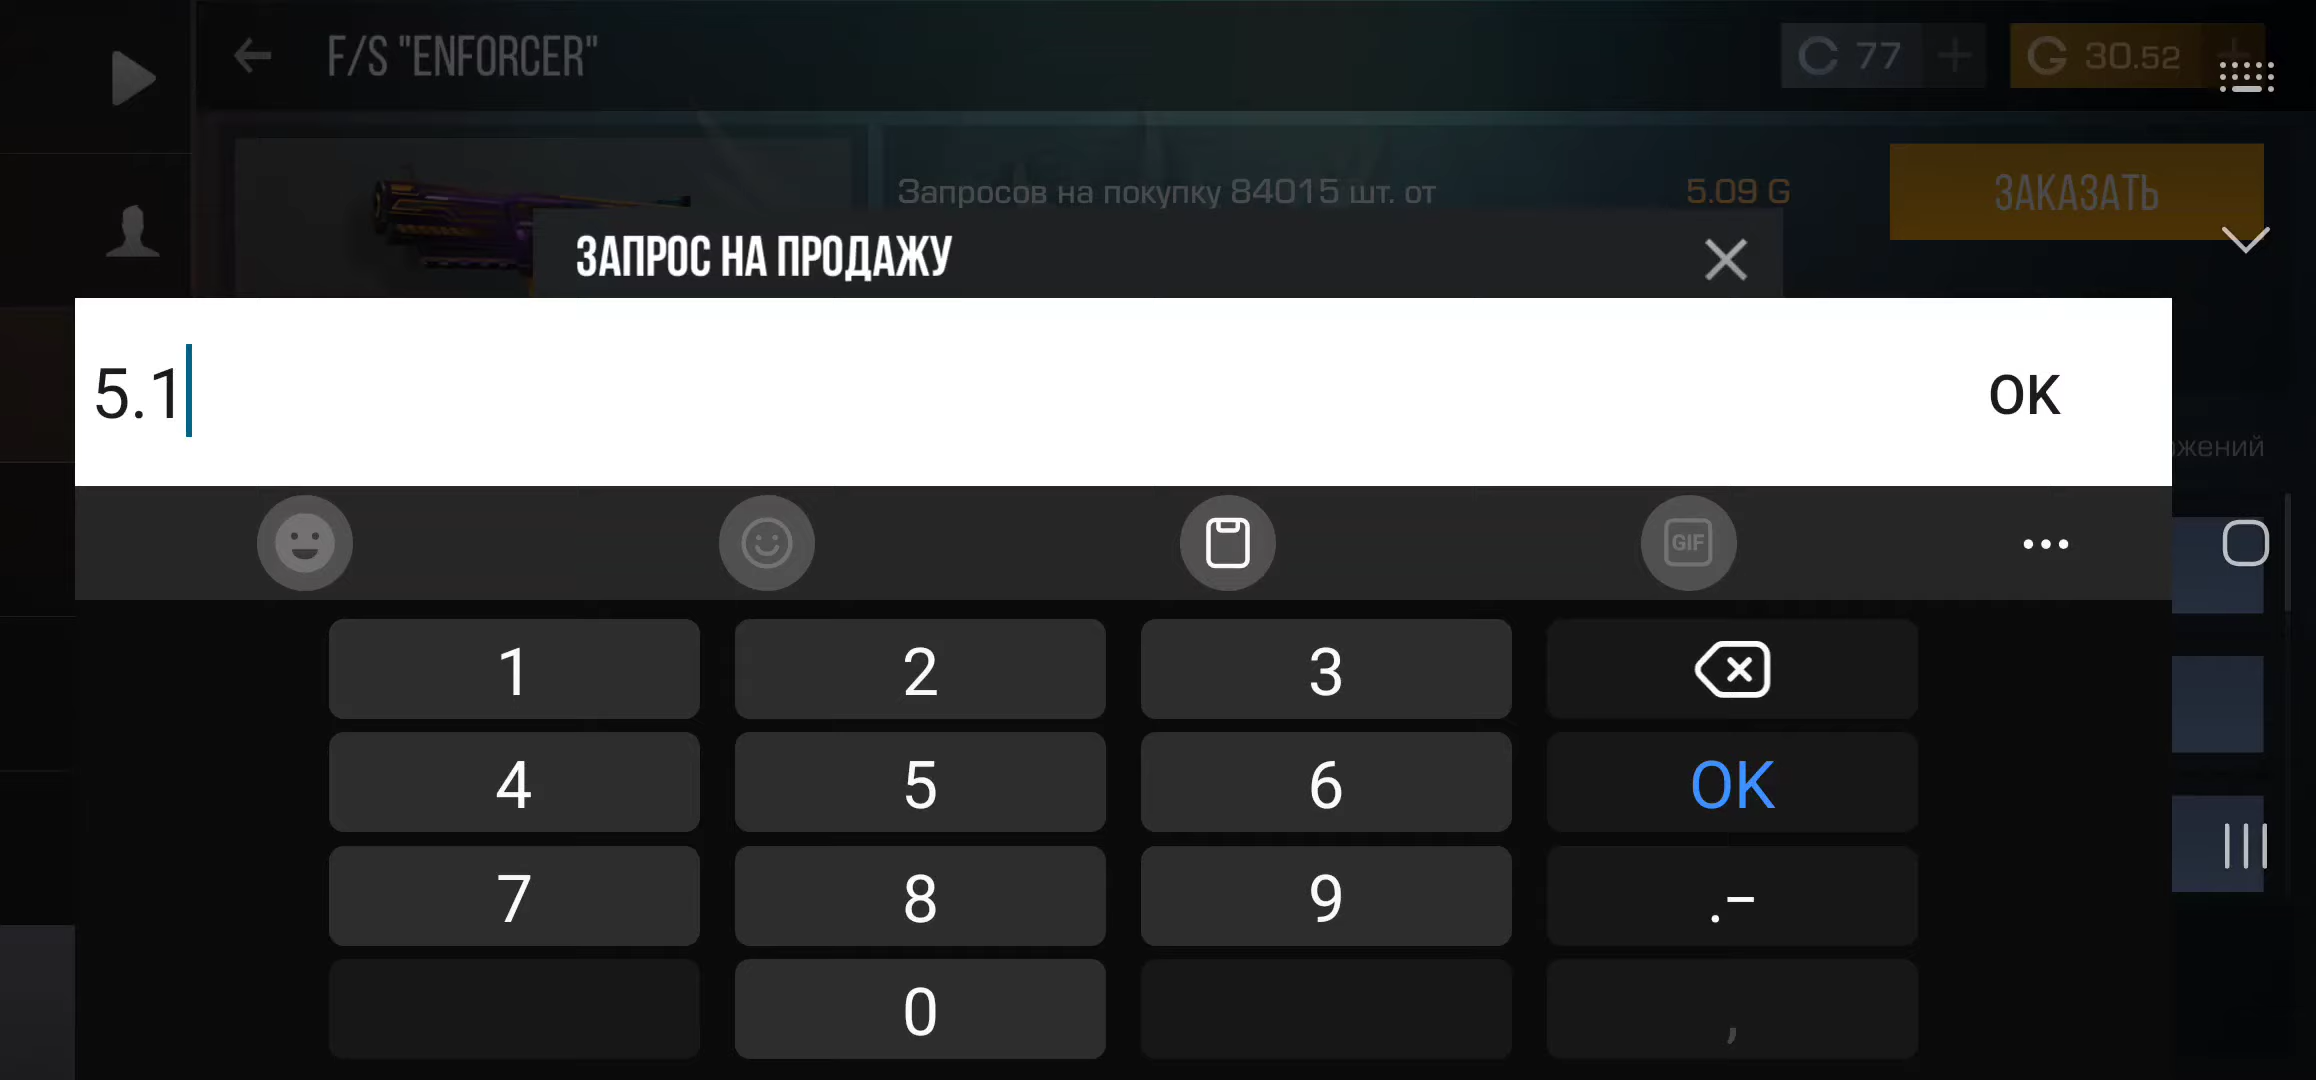 F/S "ENFORCER"
C 77 +
G 30.52 +
Запросов на покупку 84015 шт. от 5.09 G
ЗАКАЗАТЬ
ЗАПРОС НА ПРОДАЖУ
5.1
OK
жений
GIF
1 2 3
4 5 6 OK
7 8 9 .-
0 ,